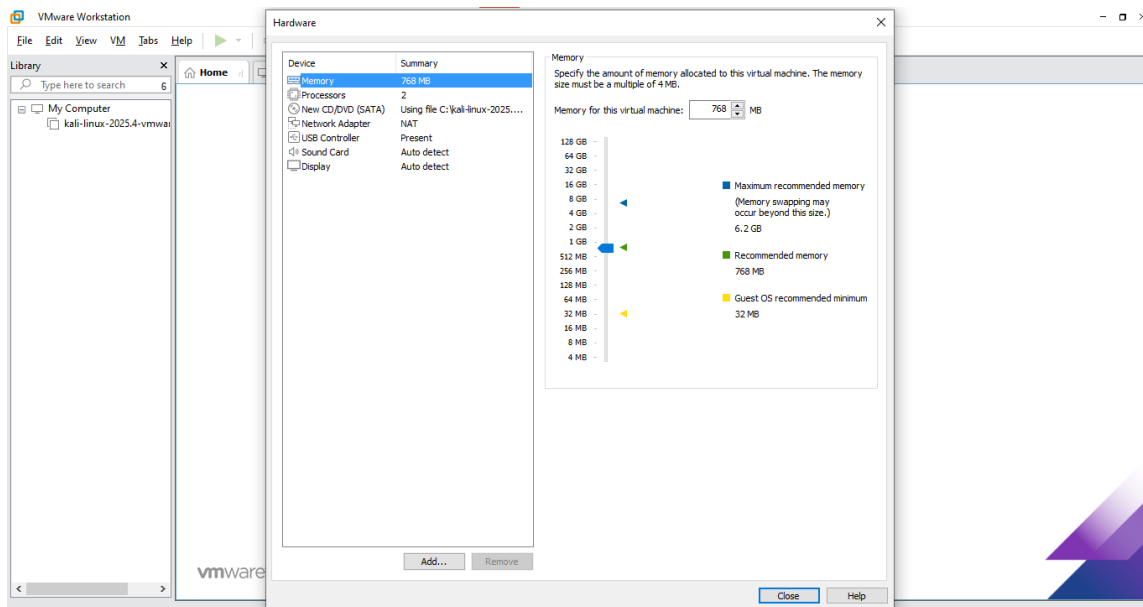 VMware Workstation
File Edit View VM Tabs Help
Library
Type here to search
My Computer
kali-linux-2025.4-vmwar
Home
vmware
Hardware
Device Summary
Memory 768 MB
Processors 2
New CD/DVD (SATA) Using file C:\kali-linux-2025....
Network Adapter NAT
USB Controller Present
Sound Card Auto detect
Display Auto detect
Add... Remove
Memory
Specify the amount of memory allocated to this virtual machine. The memory
size must be a multiple of 4 MB.
Memory for this virtual machine: 768 MB
128 GB
64 GB
32 GB
16 GB
8 GB
4 GB
2 GB
1 GB
512 MB
256 MB
128 MB
64 MB
32 MB
16 MB
8 MB
4 MB
Maximum recommended memory
(Memory swapping may
occur beyond this size.)
6.2 GB
Recommended memory
768 MB
Guest OS recommended minimum
32 MB
Close Help